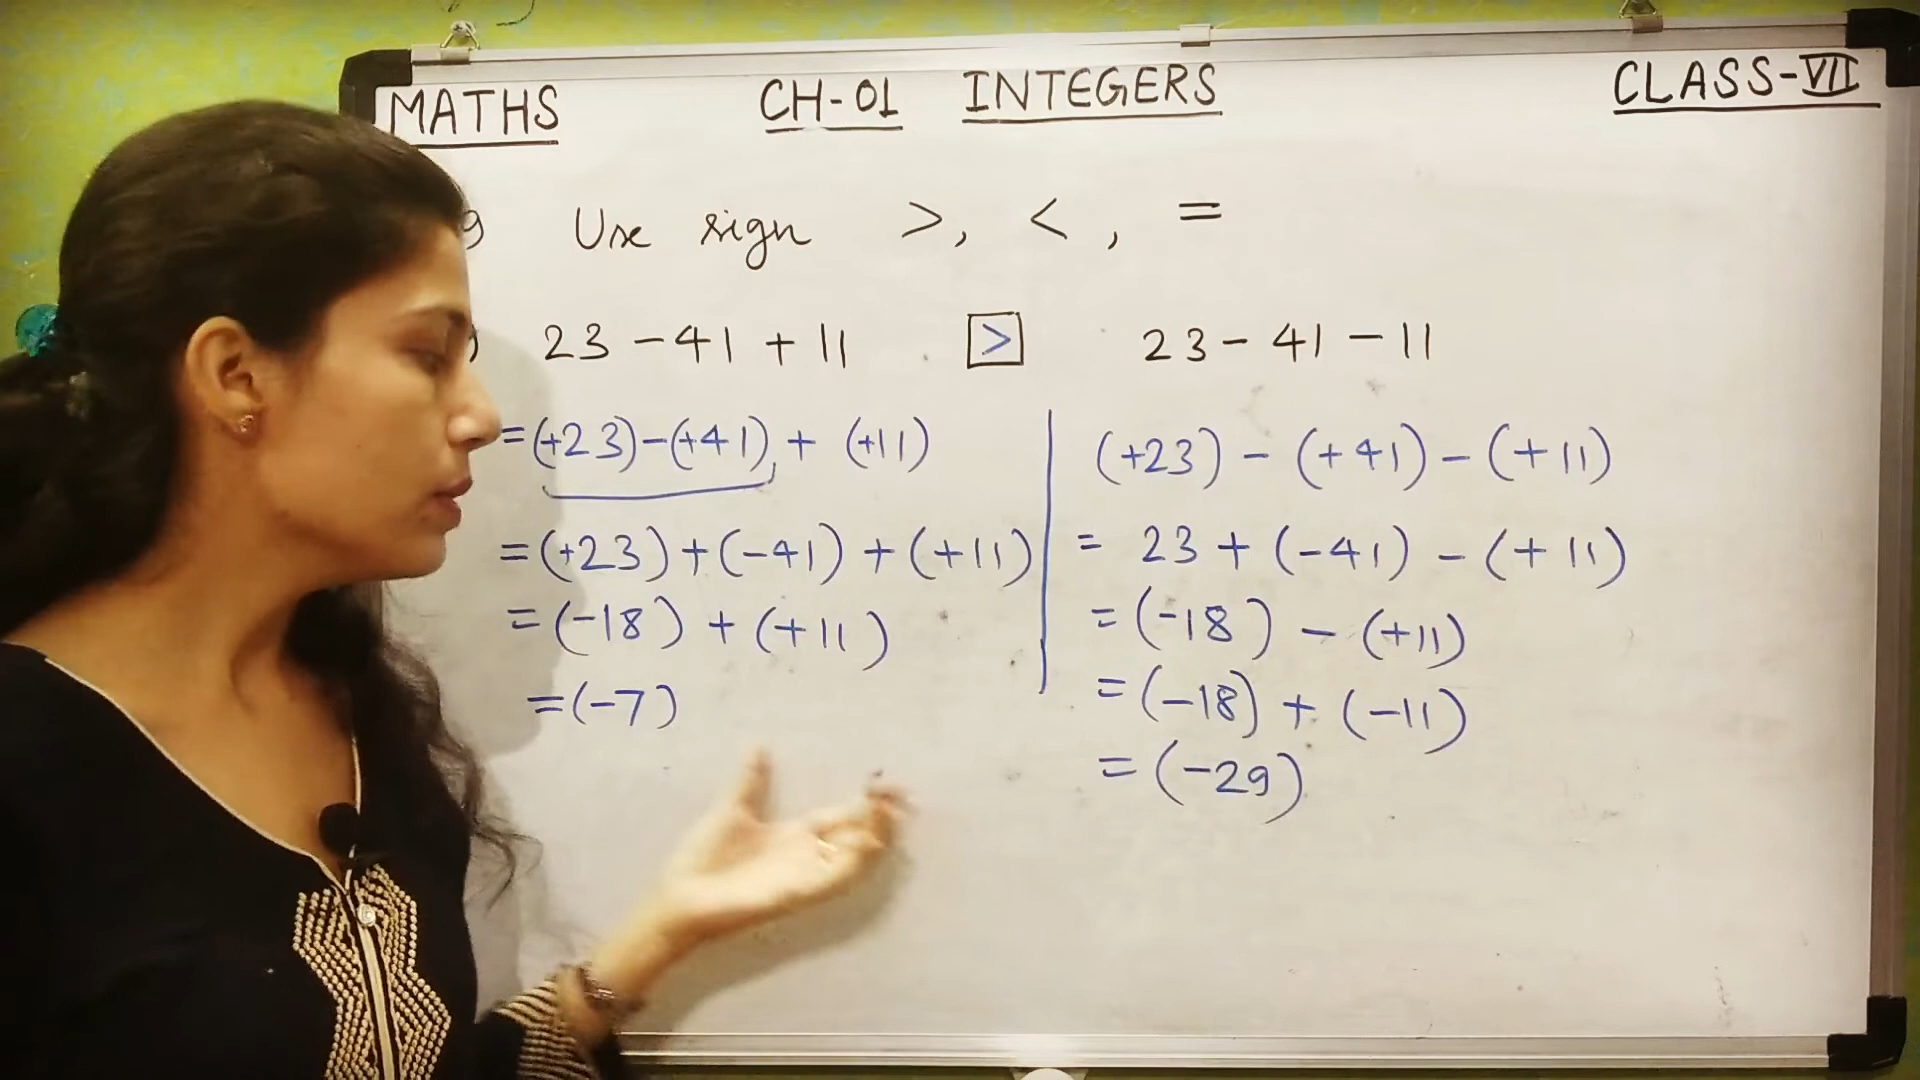 MATHS CH-01 INTEGERS CLASS-VII
Use sign >, <, =
23 - 41 + 11 > 23 - 41 - 11
= (+23) - (+41) + (+11)
= (+23) + (-41) + (+11)
= (-18) + (+11)
= (-7)
(+23) - (+41) - (+11)
= 23 + (-41) - (+11)
= (-18) - (+11)
= (-18) + (-11)
= (-29)